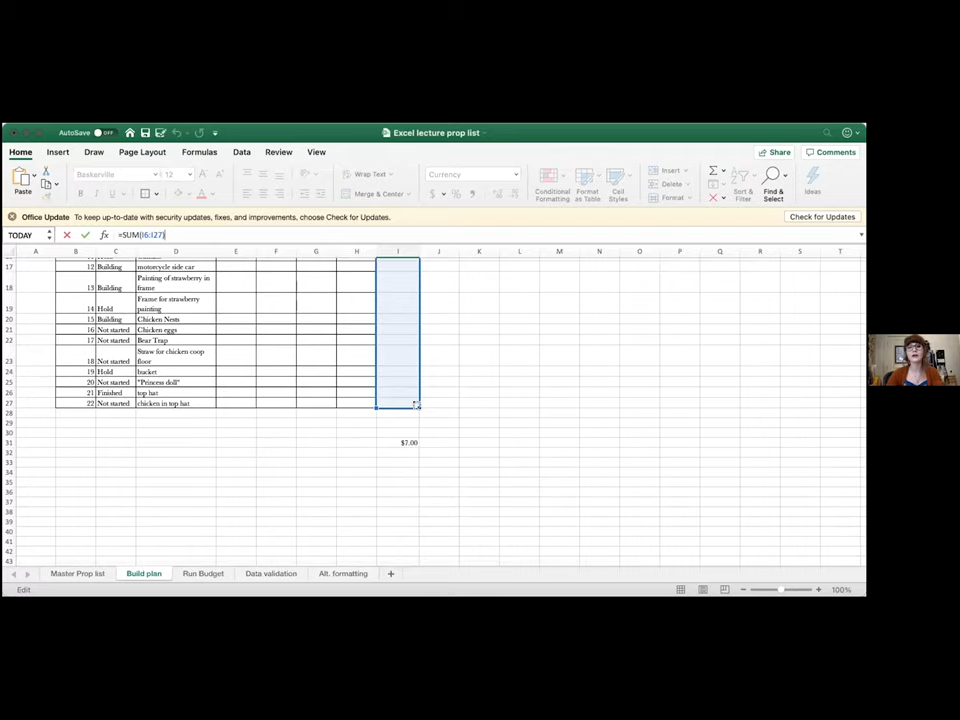 AutoSave OFF Excel lecture prop list
Home Insert Draw Page Layout Formulas Data Review View Share Comments
Paste Baskerville 12 Wrap Text Merge & Center Currency Conditional Formatting Format as Table Cell Styles Insert Delete Format Sort & Filter Find & Select Ideas
Office Update To keep up-to-date with security updates, fixes, and improvements, choose Check for Updates. Check for Updates
TODAY fx =SUM(I6:I27)
A B C D E F G H I J K L M N O P Q R S T
17 12 Building motorcycle side car
18 13 Building Painting of strawberry in frame
19 14 Hold Frame for strawberry painting
20 15 Building Chicken Nests
21 16 Not started Chicken eggs
22 17 Not started Bear Trap
23 18 Not started Straw for chicken coop floor
24 19 Hold bucket
25 20 Not started "Princess doll"
26 21 Finished top hat
27 22 Not started chicken in top hat
28
29
30
31 $7.00
32
33
34
35
36
37
38
39
40
41
42
43
Master Prop list Build plan Run Budget Data validation Alt. formatting +
Edit 100%